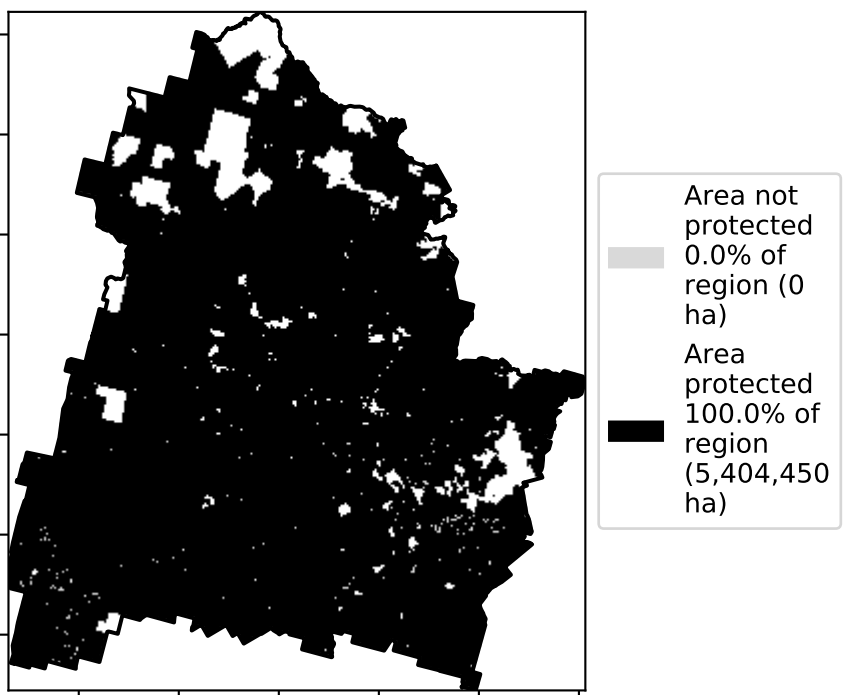 Area not
protected
0.0% of
region (0
ha)
Area
protected
100.0% of
region
(5,404,450
ha)